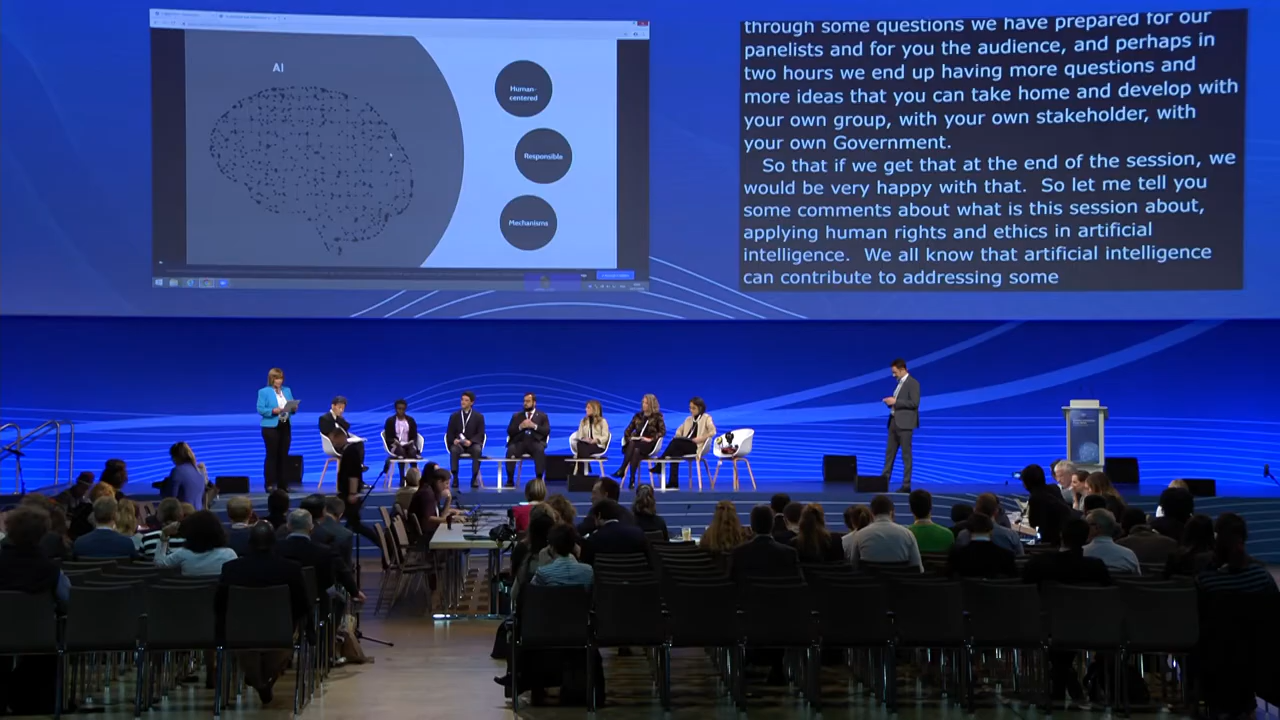 AI
Human-
centered
Responsible
Mechanisms
through some questions we have prepared for our
panelists and for you the audience, and perhaps in
two hours we end up having more questions and
more ideas that you can take home and develop with
your own group, with your own stakeholder, with
your own Government.
So that if we get that at the end of the session, we
would be very happy with that. So let me tell you
some comments about what is this session about,
applying human rights and ethics in artificial
intelligence. We all know that artificial intelligence
can contribute to addressing some